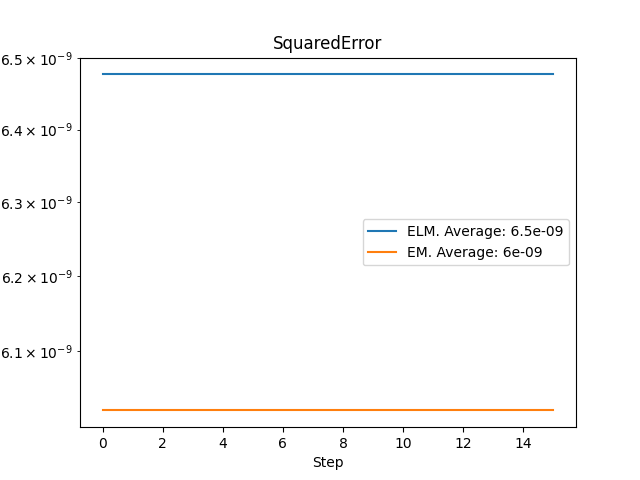 SquaredError
6.5 × 10⁻⁹
6.4 × 10⁻⁹
6.3 × 10⁻⁹
6.2 × 10⁻⁹
6.1 × 10⁻⁹
ELM. Average: 6.5e-09
EM. Average: 6e-09
0 2 4 6 8 10 12 14
Step